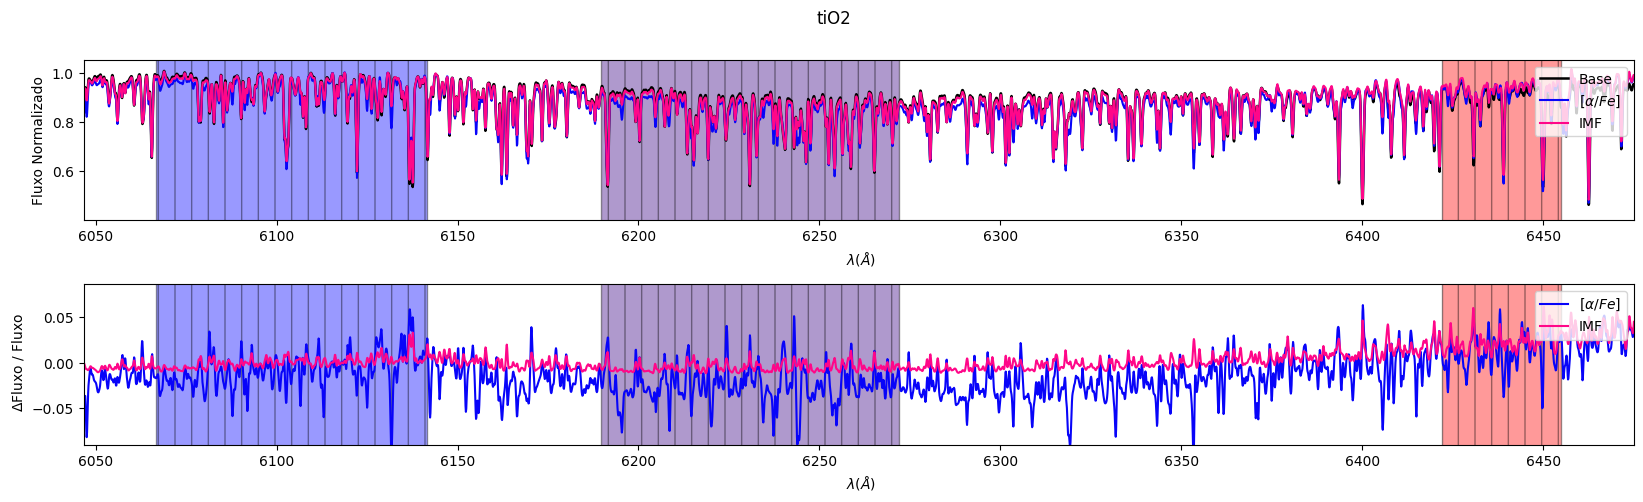 tiO2
Fluxo Normalizado
1.0
0.8
0.6
Base
[α/Fe]
IMF
6050 6100 6150 6200 6250 6300 6350 6400 6450
λ(Å)
ΔFluxo / Fluxo
0.05
0.00
−0.05
[α/Fe]
IMF
6050 6100 6150 6200 6250 6300 6350 6400 6450
λ(Å)